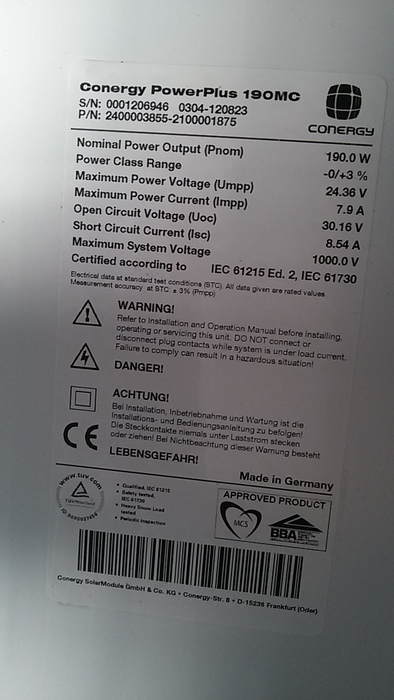 Conergy PowerPlus 190MC
S/N: 0001206946 0304-120823
P/N: 2400003855-2100001875
CONERGY
Nominal Power Output (Pnom) 190.0 W
Power Class Range -0/+3 %
Maximum Power Voltage (Umpp) 24.36 V
Maximum Power Current (Impp) 7.9 A
Open Circuit Voltage (Uoc) 30.16 V
Short Circuit Current (Isc) 8.54 A
Maximum System Voltage 1000.0 V
Certified according to IEC 61215 Ed. 2, IEC 61730
Electrical data at standard test conditions (STC). All data given are rated values
Measurement accuracy at STC ± 3% (Pmpp)
WARNING!
Refer to Installation and Operation Manual before installing,
operating or servicing this unit. DO NOT connect or
disconnect plug contacts while system is under load current.
Failure to comply can result in a hazardous situation!
DANGER!
ACHTUNG!
Bei Installation, Inbetriebnahme und Wartung ist die
Installations- und Bedienungsanleitung zu befolgen!
Die Steckkontakte niemals unter Laststrom stecken
oder ziehen! Bei Nichtbeachtung dieser Warnung besteht
LEBENSGEFAHR!
CE
Made in Germany
www.tuv.com
TÜVRheinland
• Qualified, IEC 61215
• Safety tested,
IEC 61730
• Heavy Snow Load
tested
• Periodic Inspection
APPROVED PRODUCT
MCS
BBA
Conergy SolarModule GmbH & Co. KG • Conergy-Str. 8 • D-15236 Frankfurt (Oder)